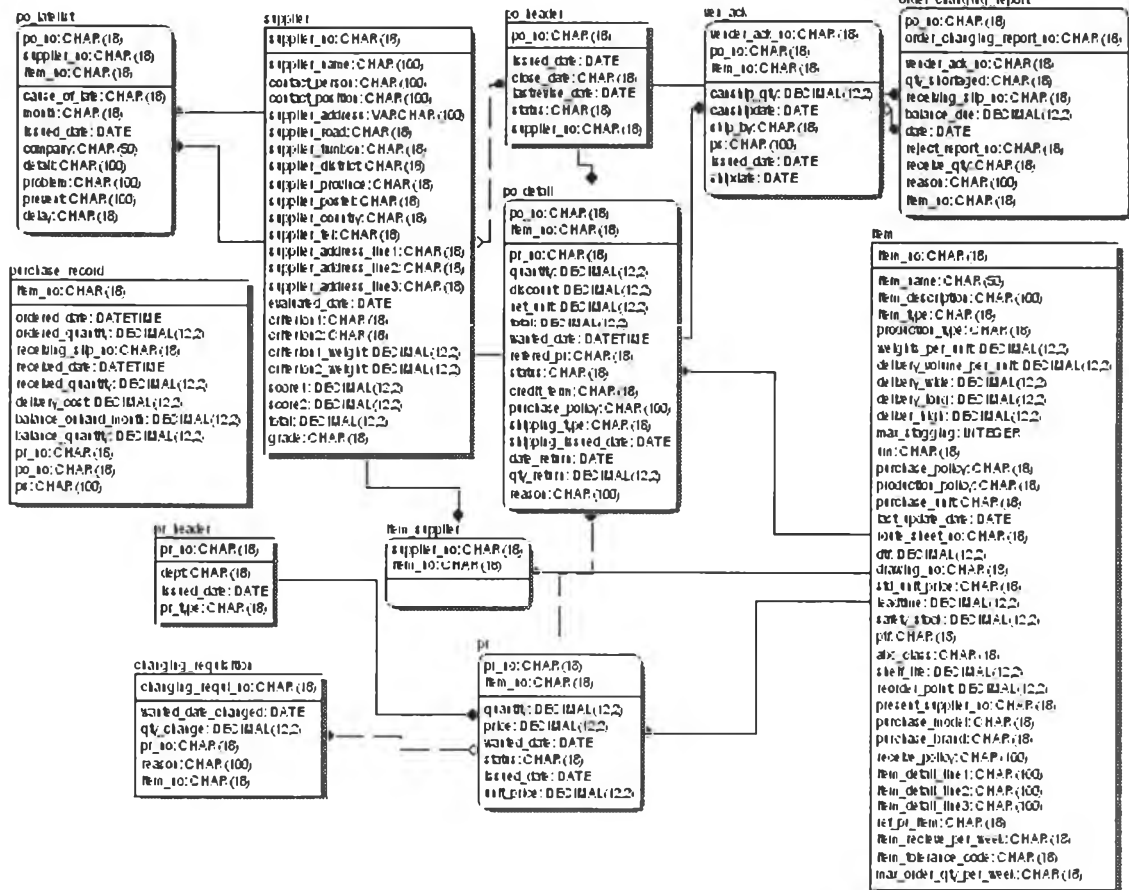 po_latelist
po_no: CHAR(18)
supplier_no: CHAR(18)
item_no: CHAR(18)
cause_of_late: CHAR(18)
month: CHAR(18)
issued_date: DATE
company: CHAR(50)
detail: CHAR(100)
problem: CHAR(100)
prevent: CHAR(100)
delay: CHAR(18)
supplier
supplier_no: CHAR(18)
supplier_name: CHAR(100)
contact_person: CHAR(100)
contact_position: CHAR(100)
supplier_address: VARCHAR(100)
supplier_road: CHAR(18)
supplier_tumbon: CHAR(18)
supplier_district: CHAR(18)
supplier_province: CHAR(18)
supplier_postel: CHAR(18)
supplier_country: CHAR(18)
supplier_tel: CHAR(18)
supplier_address_line1: CHAR(18)
supplier_address_line2: CHAR(18)
supplier_address_line3: CHAR(18)
evaluated_date: DATE
criterion1: CHAR(18)
criterion2: CHAR(18)
criterion1_weight: DECIMAL(12,2)
criterion2_weight: DECIMAL(12,2)
score1: DECIMAL(12,2)
score2: DECIMAL(12,2)
total: DECIMAL(12,2)
grade: CHAR(18)
po_header
po_no: CHAR(18)
issued_date: DATE
close_date: CHAR(18)
lastrevise_date: DATE
status: CHAR(18)
supplier_no: CHAR(18)
ven_ack
vender_ack_no: CHAR(18)
po_no: CHAR(18)
item_no: CHAR(18)
canship_qty: DECIMAL(12,2)
canshipdate: DATE
ship_by: CHAR(18)
ps: CHAR(100)
issued_date: DATE
shipdate: DATE
order_changing_report
po_no: CHAR(18)
order_changing_report_no: CHAR(18)
vender_ack_no: CHAR(18)
qty_shortaged: CHAR(18)
receiving_slip_no: CHAR(18)
balance_due: DECIMAL(12,2)
date: DATE
reject_report_no: CHAR(18)
receive_qty: CHAR(18)
reason: CHAR(100)
item_no: CHAR(18)
po_detail
po_no: CHAR(18)
item_no: CHAR(18)
pr_no: CHAR(18)
quantity: DECIMAL(12,2)
discount: DECIMAL(12,2)
net_unit: DECIMAL(12,2)
total: DECIMAL(12,2)
wanted_date: DATETIME
refered_pr: CHAR(18)
status: CHAR(18)
credit_term: CHAR(18)
purchase_policy: CHAR(100)
shipping_type: CHAR(18)
shipping_issued_date: DATE
date_return: DATE
qty_return: DECIMAL(12,2)
reason: CHAR(100)
item
item_no: CHAR(18)
item_name: CHAR(50)
item_description: CHAR(100)
item_type: CHAR(18)
production_type: CHAR(18)
weights_per_unit: DECIMAL(12,2)
delivery_volume_per_unit: DECIMAL(12,2)
delivery_wide: DECIMAL(12,2)
delivery_long: DECIMAL(12,2)
deliver_high: DECIMAL(12,2)
max_stagging: INTEGER
CHAR(18)
purchase_policy: CHAR(18)
production_policy: CHAR(18)
purchase_unit: CHAR(18)
last_update_date: DATE
route_sheet_no: CHAR(18)
dtf: DECIMAL(12,2)
drawing_no: CHAR(18)
std_unit_price: CHAR(18)
leadtime: DECIMAL(12,2)
safety_stock: DECIMAL(12,2)
ptf: CHAR(18)
abc_class: CHAR(18)
shelf_life: DECIMAL(12,2)
reorder_point: DECIMAL(12,2)
present_supplier_no: CHAR(18)
purchase_model: CHAR(18)
purchase_brand: CHAR(18)
receive_policy: CHAR(100)
item_detail_line1: CHAR(100)
item_detail_line2: CHAR(100)
item_detail_line3: CHAR(100)
ref_pr_item: CHAR(18)
item_recieve_per_week: CHAR(18)
item_tolerance_code: CHAR(18)
max_order_qty_per_week: CHAR(18)
purchase_record
item_no: CHAR(18)
ordered_date: DATETIME
ordered_quantity: DECIMAL(12,2)
receiving_slip_no: CHAR(18)
received_date: DATETIME
received_quantity: DECIMAL(12,2)
delivery_cost: DECIMAL(12,2)
balance_onhand_month: DECIMAL(12,2)
balance_quantity: DECIMAL(12,2)
pr_no: CHAR(18)
po_no: CHAR(18)
ps: CHAR(100)
pr_header
pr_no: CHAR(18)
dept: CHAR(18)
issued_date: DATE
pr_type: CHAR(18)
item_supplier
supplier_no: CHAR(18)
item_no: CHAR(18)
changing_requisition
changing_requi_no: CHAR(18)
wanted_date_changed: DATE
qty_change: DECIMAL(12,2)
pr_no: CHAR(18)
reason: CHAR(100)
item_no: CHAR(18)
pr
pr_no: CHAR(18)
item_no: CHAR(18)
quantity: DECIMAL(12,2)
price: DECIMAL(12,2)
wanted_date: DATE
status: CHAR(18)
issued_date: DATE
unit_price: DECIMAL(12,2)